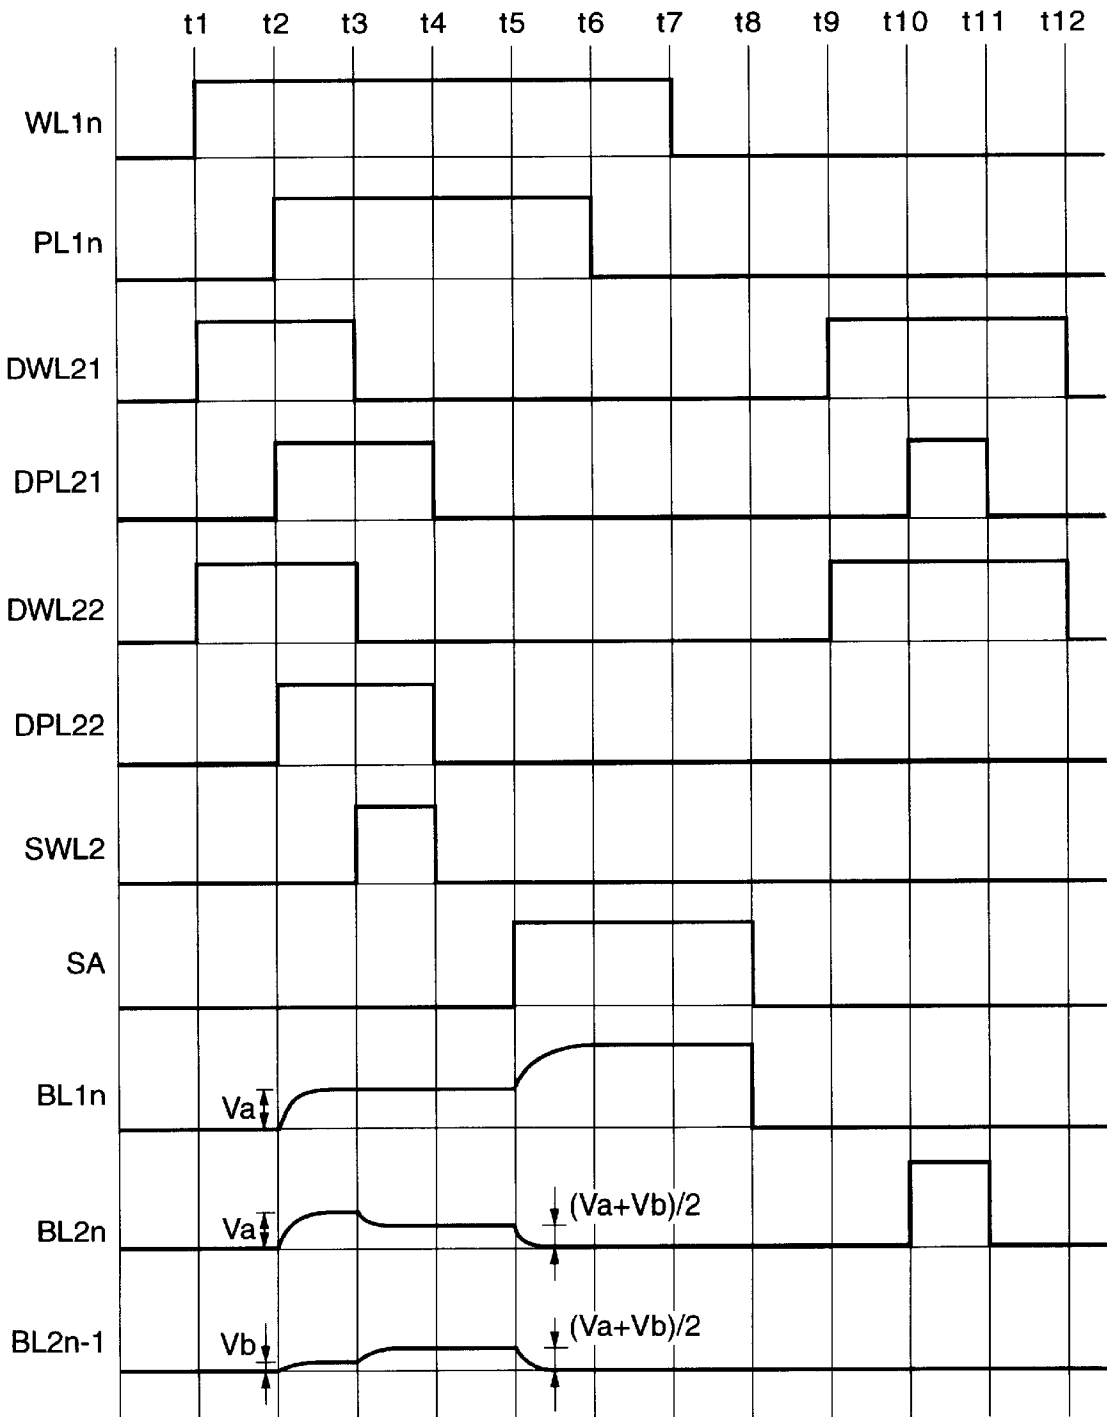 t1 t2 t3 t4 t5 t6 t7 t8 t9 t10 t11 t12
WL1n
PL1n
DWL21
DPL21
DWL22
DPL22
SWL2
SA
BL1n
Va
BL2n
Va
(Va+Vb)/2
BL2n-1
Vb
(Va+Vb)/2